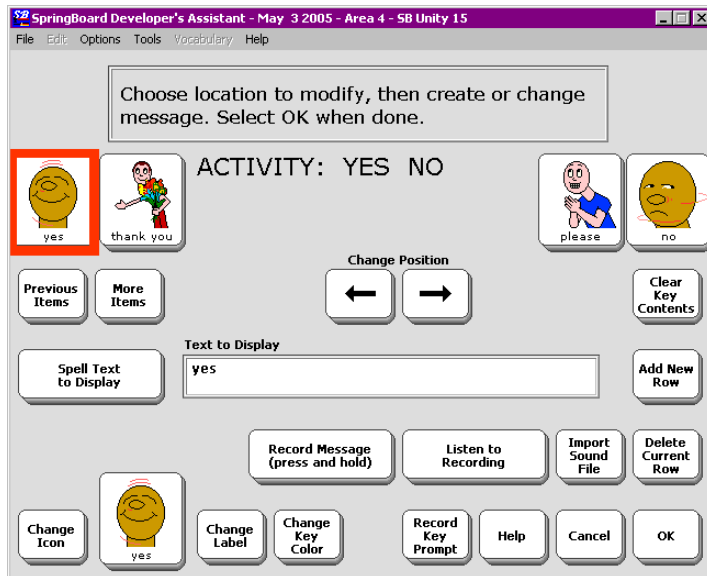 SB SpringBoard Developer's Assistant - May 3 2005 - Area 4 - SB Unity 15
File Edit Options Tools Vocabulary Help
Choose location to modify, then create or change
message. Select OK when done.
ACTIVITY: YES NO
yes
thank you
please
no
Change Position
Previous
Items
More
Items
Clear
Key
Contents
Text to Display
Spell Text
to Display
yes
Add New
Row
Record Message
(press and hold)
Listen to
Recording
Import
Sound
File
Delete
Current
Row
Change
Icon
yes
Change
Label
Change
Key
Color
Record
Key
Prompt
Help
Cancel
OK